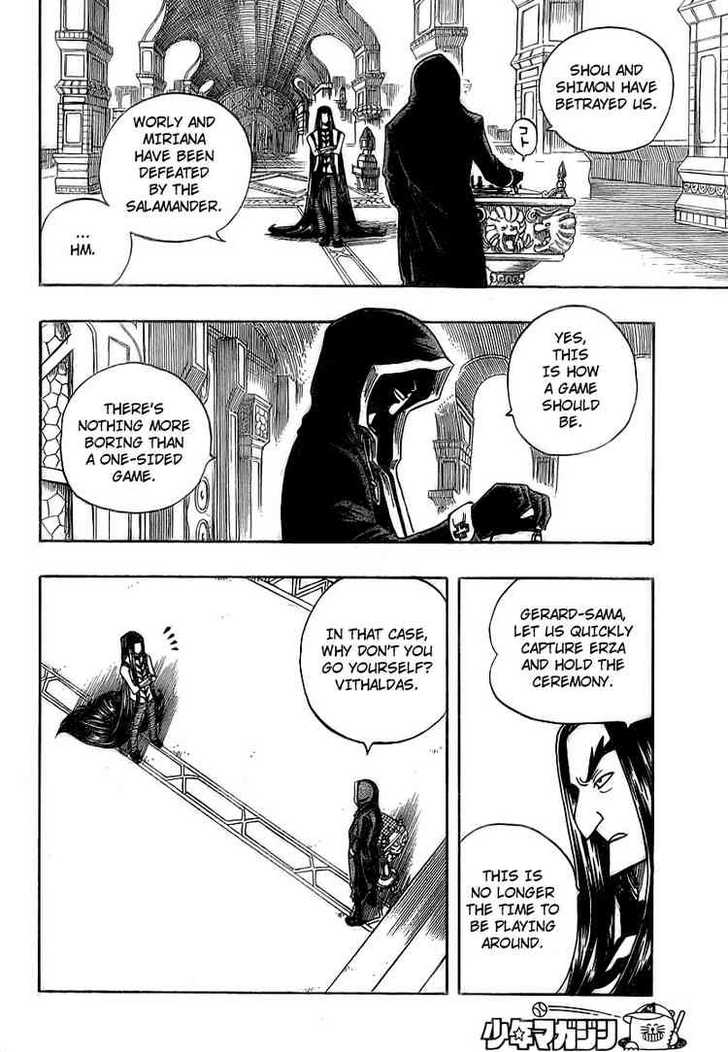 SHOU AND
SHIMON HAVE
BETRAYED US.
コト
WORLY AND
MIRIANA
HAVE BEEN
DEFEATED
BY THE
SALAMANDER.
...
HM.
YES,
THIS
IS HOW
A GAME
SHOULD
BE.
THERE'S
NOTHING MORE
BORING THAN
A ONE-SIDED
GAME.
GERARD-SAMA,
LET US QUICKLY
CAPTURE ERZA
AND HOLD THE
CEREMONY.
THIS IS
NO LONGER
THE TIME TO
BE PLAYING
AROUND.
IN THAT CASE,
WHY DON'T YOU
GO YOURSELF?
VITHALDAS.
少年マガジン